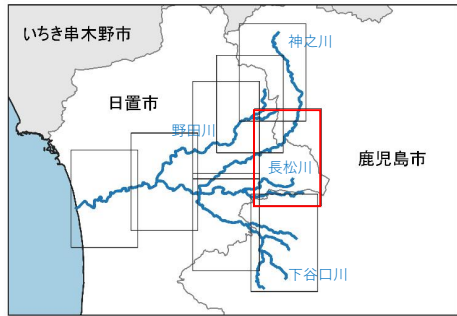 いちき串木野市
神之川
日置市
野田川
長松川
鹿児島市
下谷口川